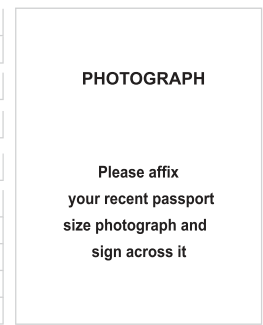 PHOTOGRAPH
Please affix
your recent passport
size photograph and
sign across it